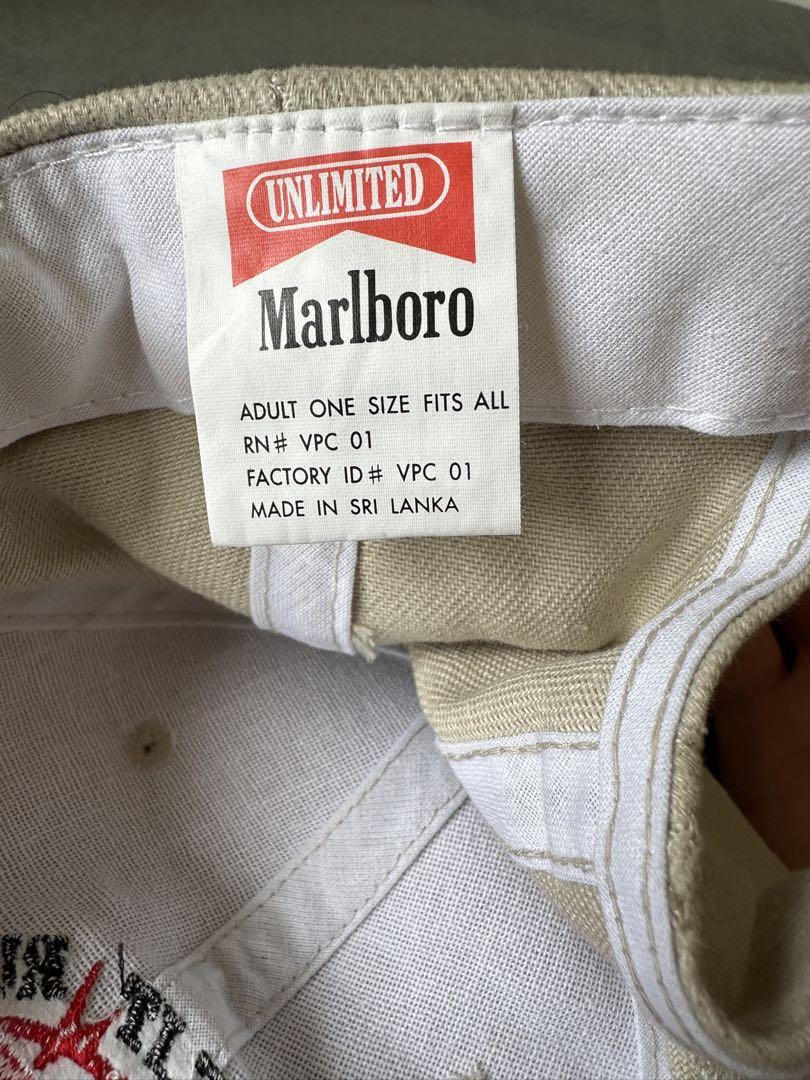 UNLIMITED
Marlboro
ADULT ONE SIZE FITS ALL
RN# VPC 01
FACTORY ID# VPC 01
MADE IN SRI LANKA